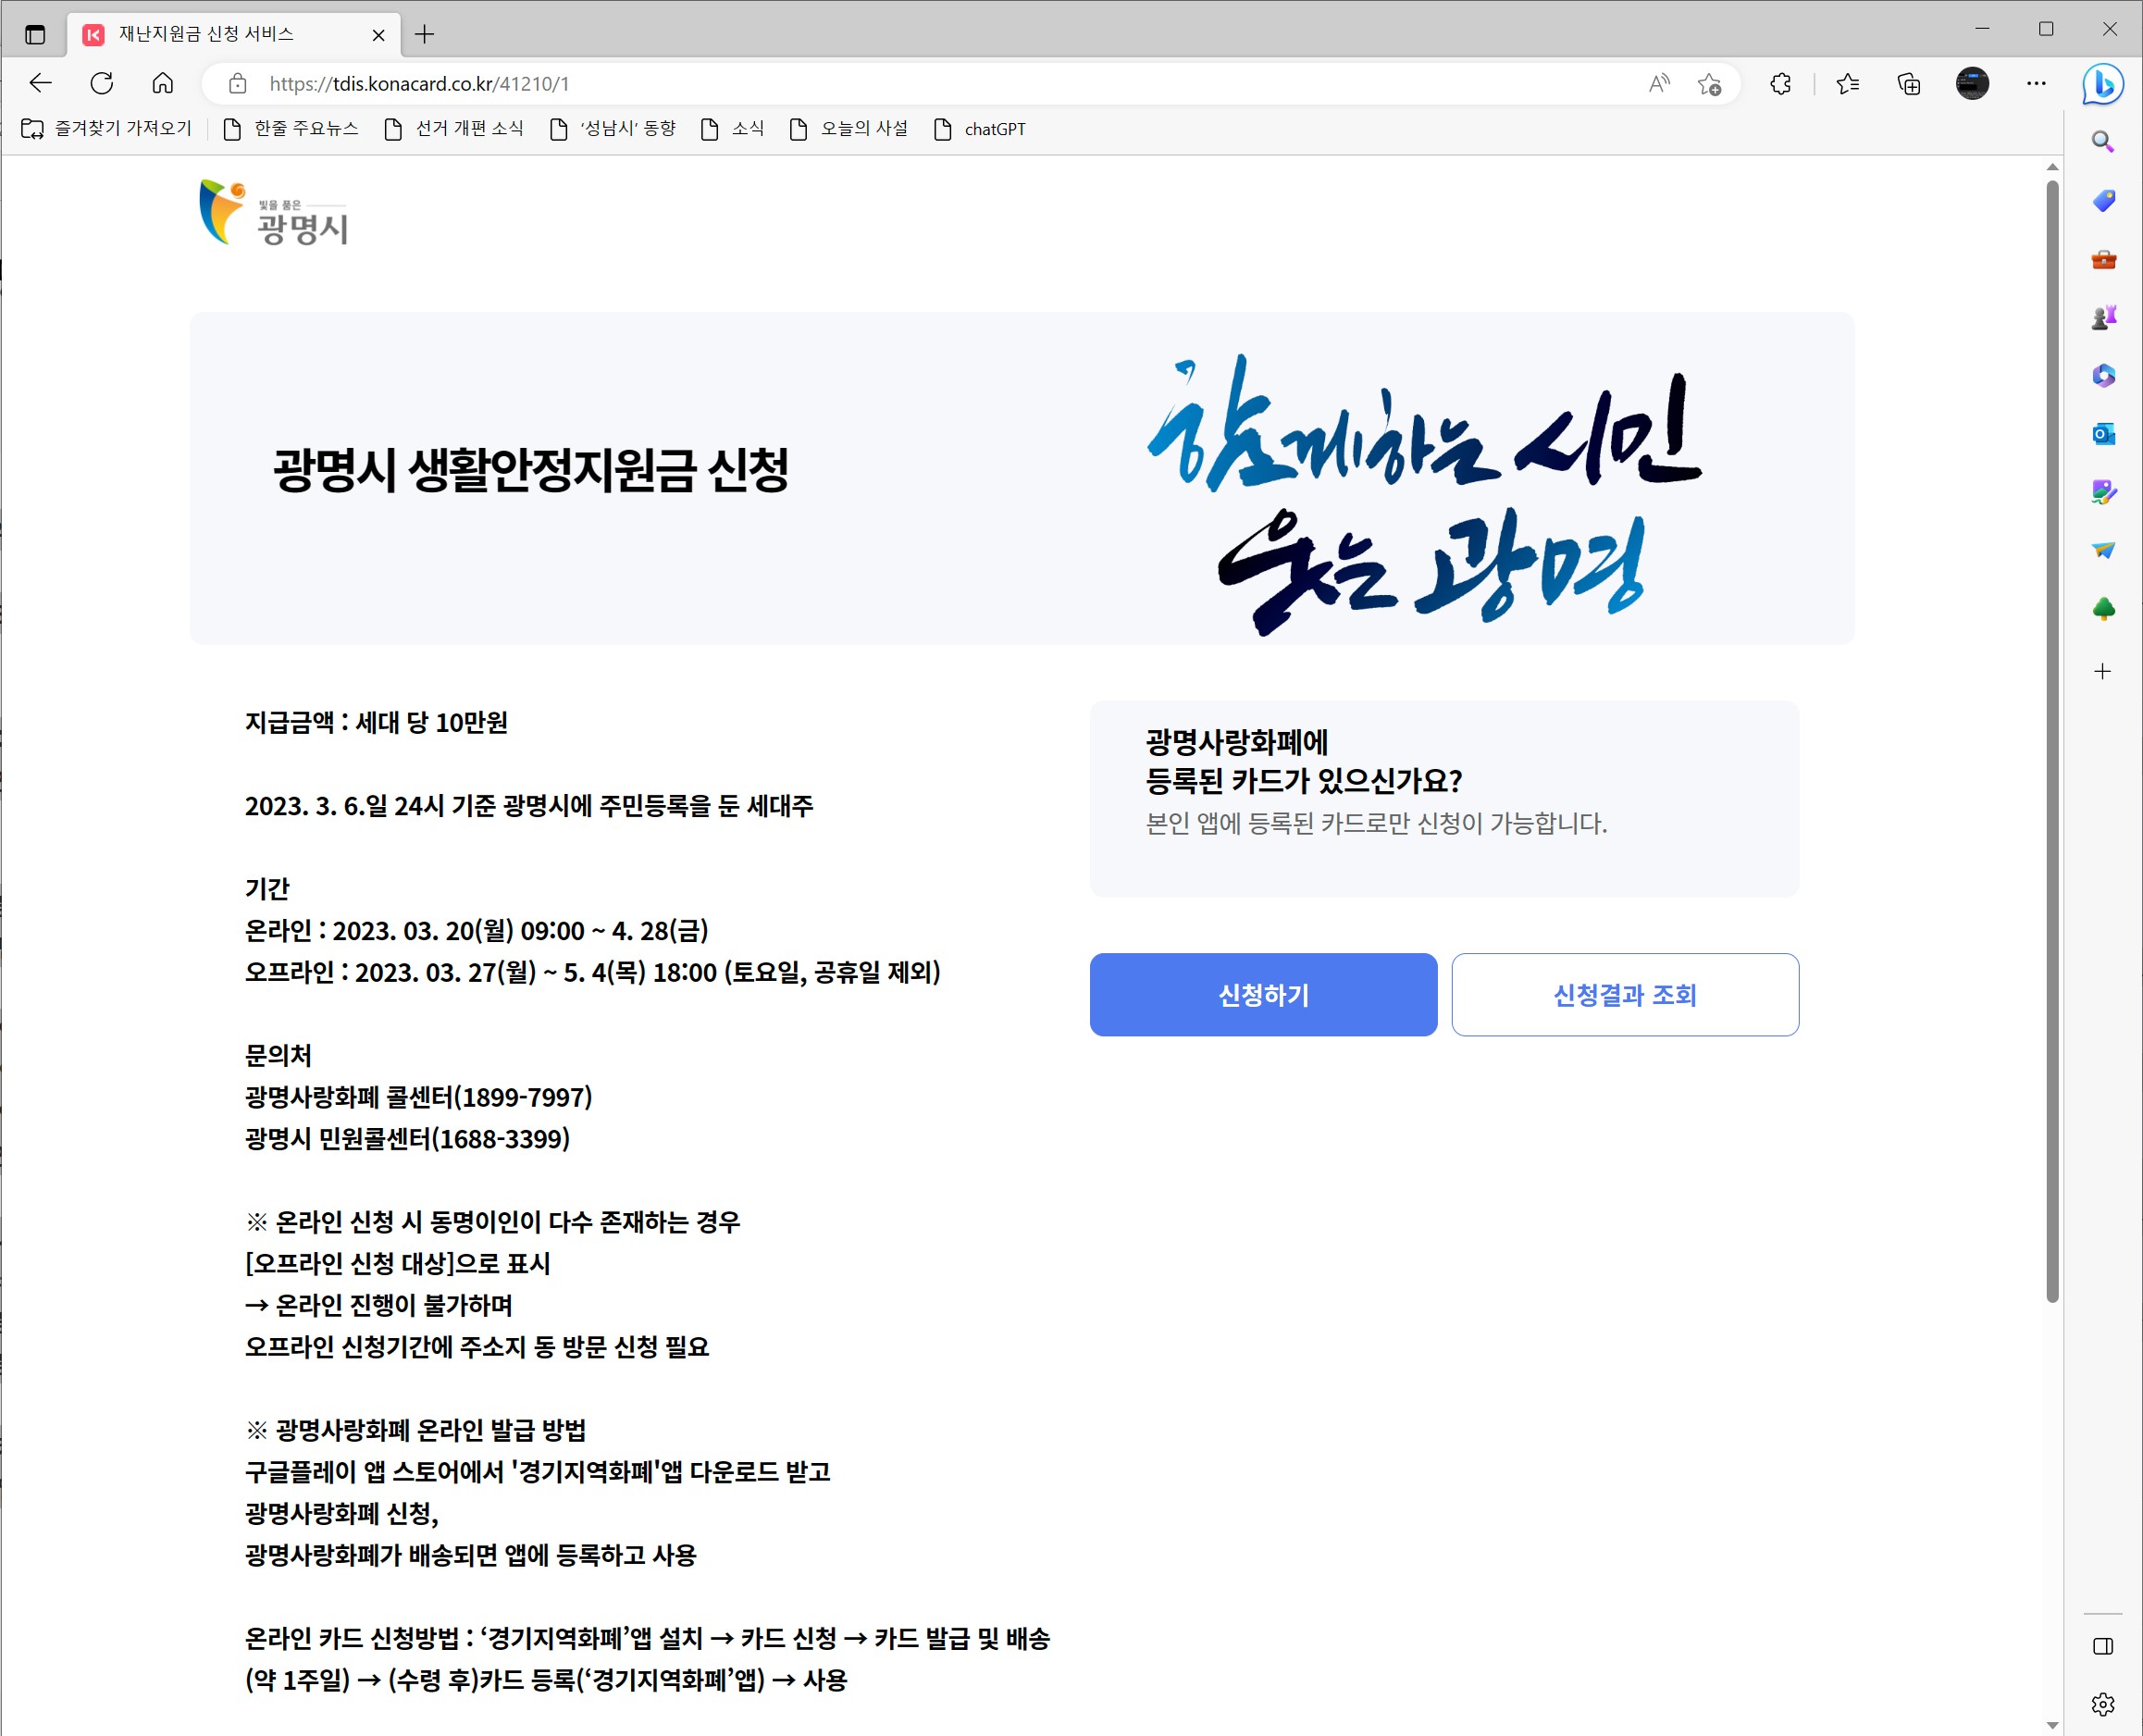 재난지원금 신청 서비스
https://tdis.konacard.co.kr/41210/1
즐겨찾기 가져오기
한줄 주요뉴스
선거 개편 소식
‘성남시’ 동향
소식
오늘의 사설
chatGPT
빛을 품은
광명시
광명시 생활안정지원금 신청
함께하는 시민
웃는 광명
지급금액 : 세대 당 10만원
2023. 3. 6.일 24시 기준 광명시에 주민등록을 둔 세대주
기간
온라인 : 2023. 03. 20(월) 09:00 ~ 4. 28(금)
오프라인 : 2023. 03. 27(월) ~ 5. 4(목) 18:00 (토요일, 공휴일 제외)
문의처
광명사랑화폐 콜센터(1899-7997)
광명시 민원콜센터(1688-3399)
※ 온라인 신청 시 동명이인이 다수 존재하는 경우
[오프라인 신청 대상]으로 표시
→ 온라인 진행이 불가하며
오프라인 신청기간에 주소지 동 방문 신청 필요
※ 광명사랑화폐 온라인 발급 방법
구글플레이 앱 스토어에서 '경기지역화폐'앱 다운로드 받고
광명사랑화폐 신청,
광명사랑화폐가 배송되면 앱에 등록하고 사용
온라인 카드 신청방법 : ‘경기지역화폐’앱 설치 → 카드 신청 → 카드 발급 및 배송
(약 1주일) → (수령 후)카드 등록(‘경기지역화폐’앱) → 사용
광명사랑화폐에
등록된 카드가 있으신가요?
본인 앱에 등록된 카드로만 신청이 가능합니다.
신청하기
신청결과 조회